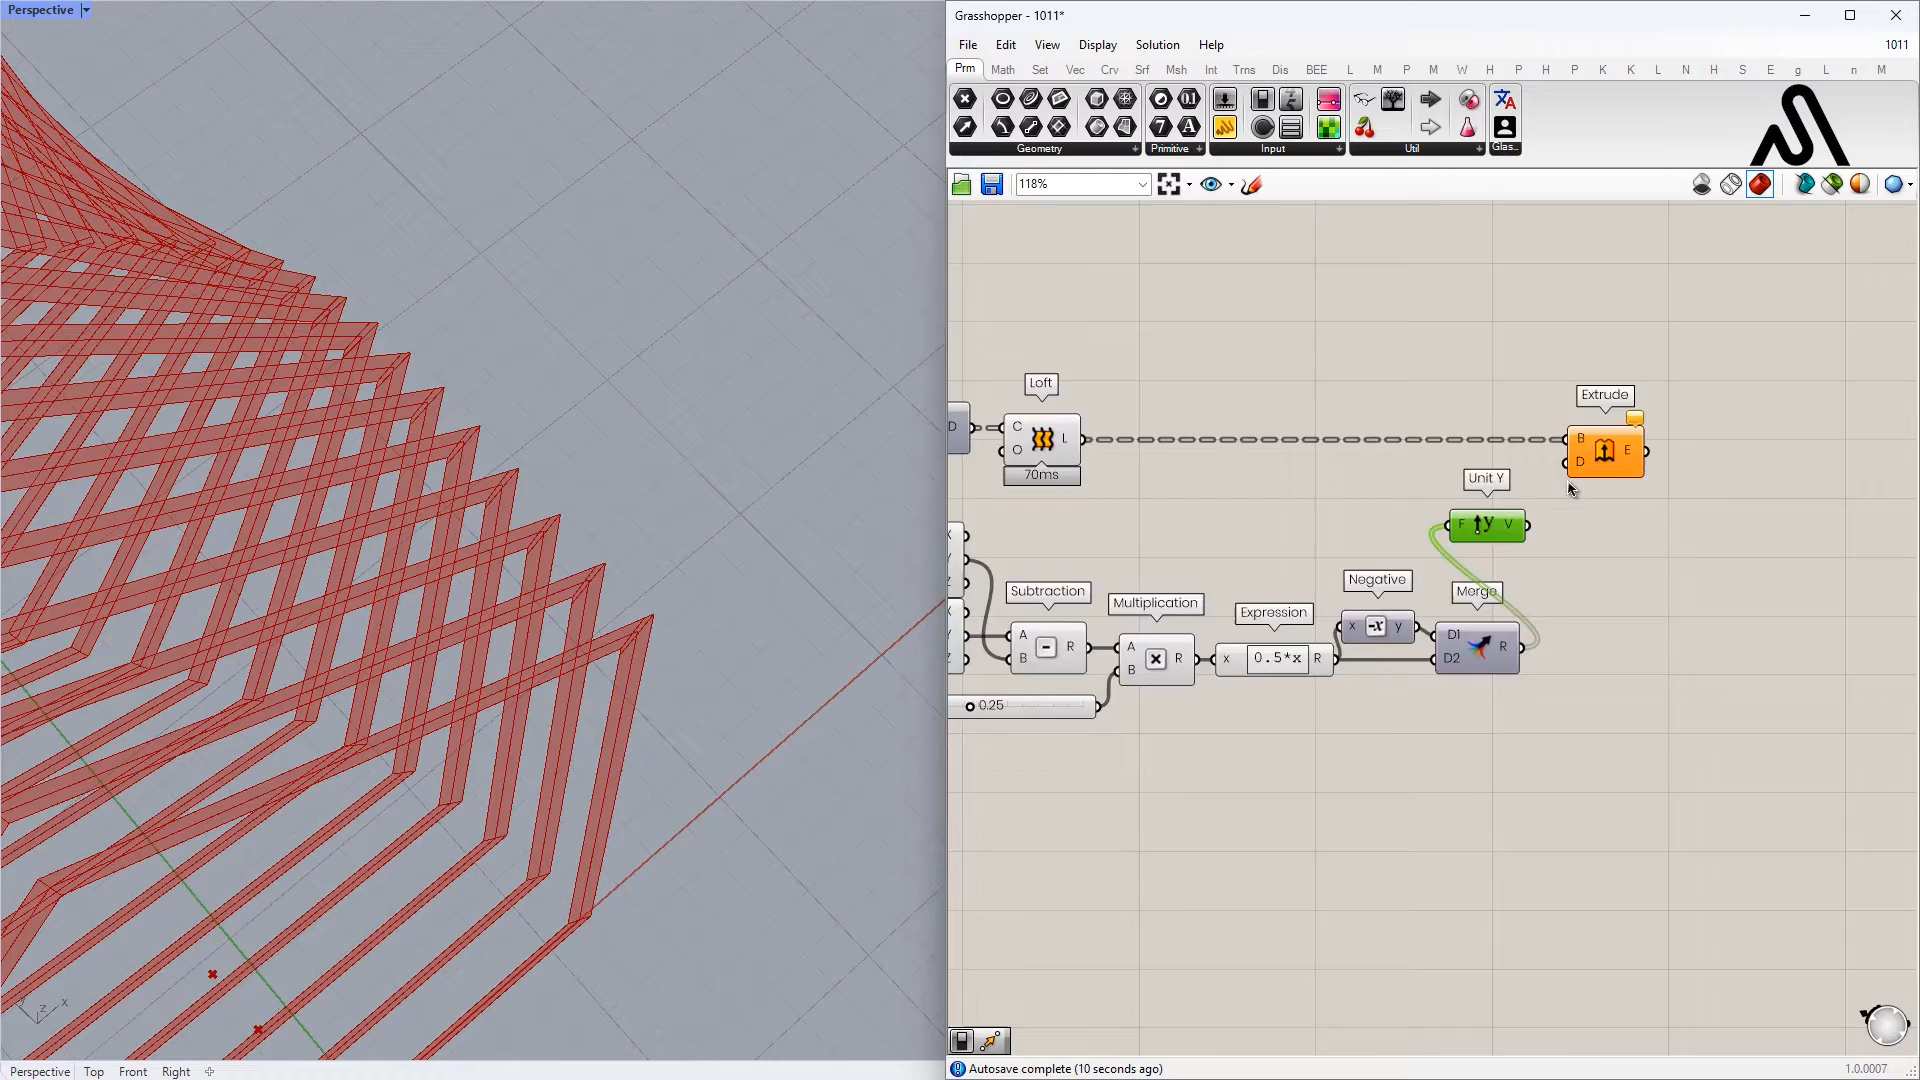 Perspective
Grasshopper - 1011*
File Edit View Display Solution Help 1011
Prm Math Set Vec Crv Srf Msh Int Trns Dis BEE L M P M W H P H P K K L N H S E g L n M
Geometry Primitive Input Util Glas...
118%
Loft
Extrude
D C O L
B D E
70ms
Unit Y
F y V
X Y Z
X Y Z
Subtraction
A B R
Multiplication
A B R
Expression
x 0.5*x R
Negative
x -x y
Merge
D1 D2 R
0.25
y z x
Perspective Top Front Right
Autosave complete (10 seconds ago) 1.0.0007